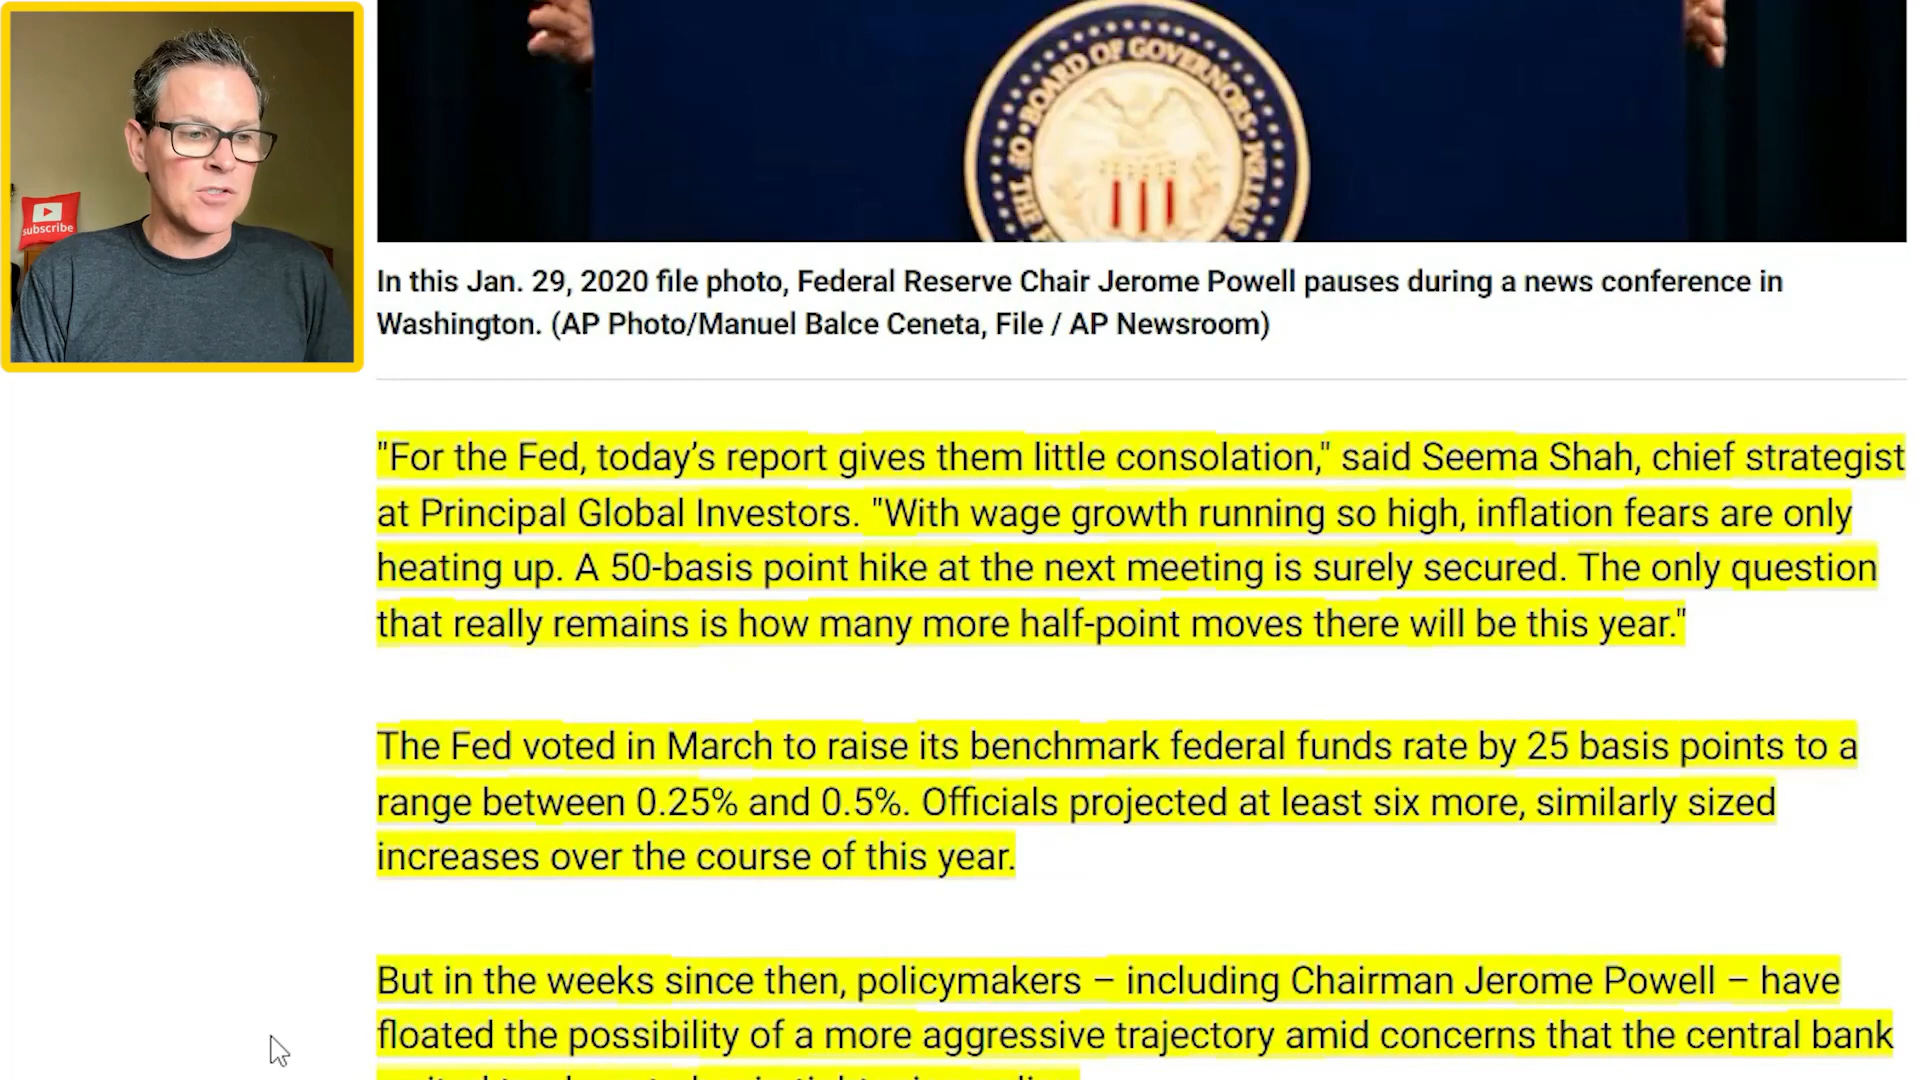 subscribe
BOARD OF GOVERNORS
In this Jan. 29, 2020 file photo, Federal Reserve Chair Jerome Powell pauses during a news conference in
Washington. (AP Photo/Manuel Balce Ceneta, File / AP Newsroom)
"For the Fed, today’s report gives them little consolation," said Seema Shah, chief strategist
at Principal Global Investors. "With wage growth running so high, inflation fears are only
heating up. A 50-basis point hike at the next meeting is surely secured. The only question
that really remains is how many more half-point moves there will be this year."
The Fed voted in March to raise its benchmark federal funds rate by 25 basis points to a
range between 0.25% and 0.5%. Officials projected at least six more, similarly sized
increases over the course of this year.
But in the weeks since then, policymakers – including Chairman Jerome Powell – have
floated the possibility of a more aggressive trajectory amid concerns that the central bank